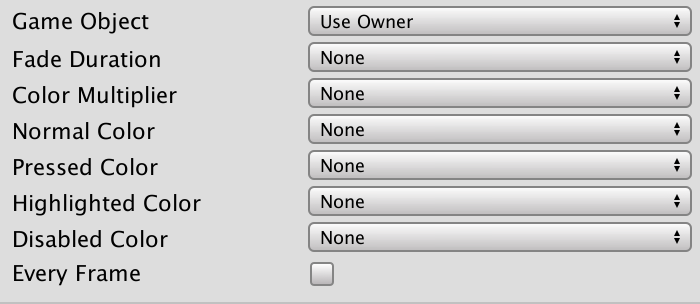 Game Object Use Owner
Fade Duration None
Color Multiplier None
Normal Color None
Pressed Color None
Highlighted Color None
Disabled Color None
Every Frame